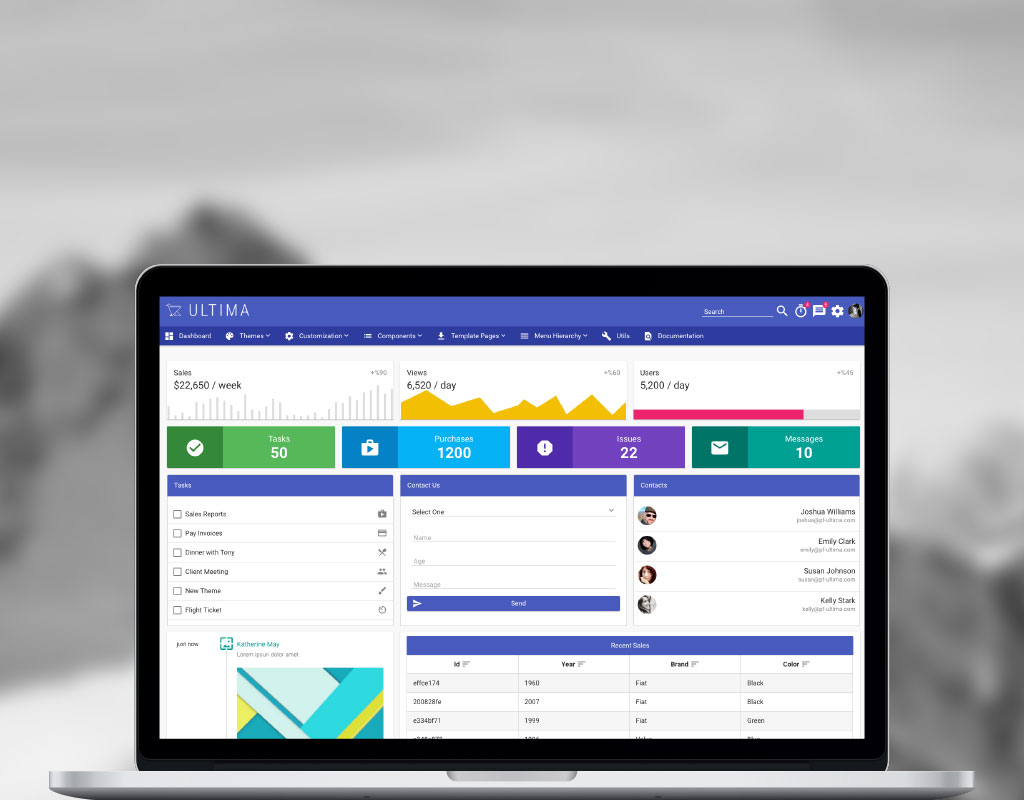 ULTIMA
Search
Dashboard Themes Customization Components Template Pages Menu Hierarchy Utils Documentation
Sales +%90
$22,650 / week
Views +%60
6,520 / day
Users +%45
5,200 / day
Tasks
50
Purchases
1200
Issues
22
Messages
10
Tasks
Sales Reports
Pay Invoices
Dinner with Tony
Client Meeting
New Theme
Flight Ticket
Contact Us
Select One
Name
Age
Message
Send
Contacts
Joshua Williams
joshua@pf-ultima.com
Emily Clark
emily@pf-ultima.com
Susan Johnson
susan@pf-ultima.com
Kelly Stark
kelly@pf-ultima.com
just now Katherine May
Lorem ipsun dolor amet
Recent Sales
Id Year Brand Color
effce174 1960 Fiat Black
200828fe 2007 Fiat Black
e334bf71 1999 Fiat Green